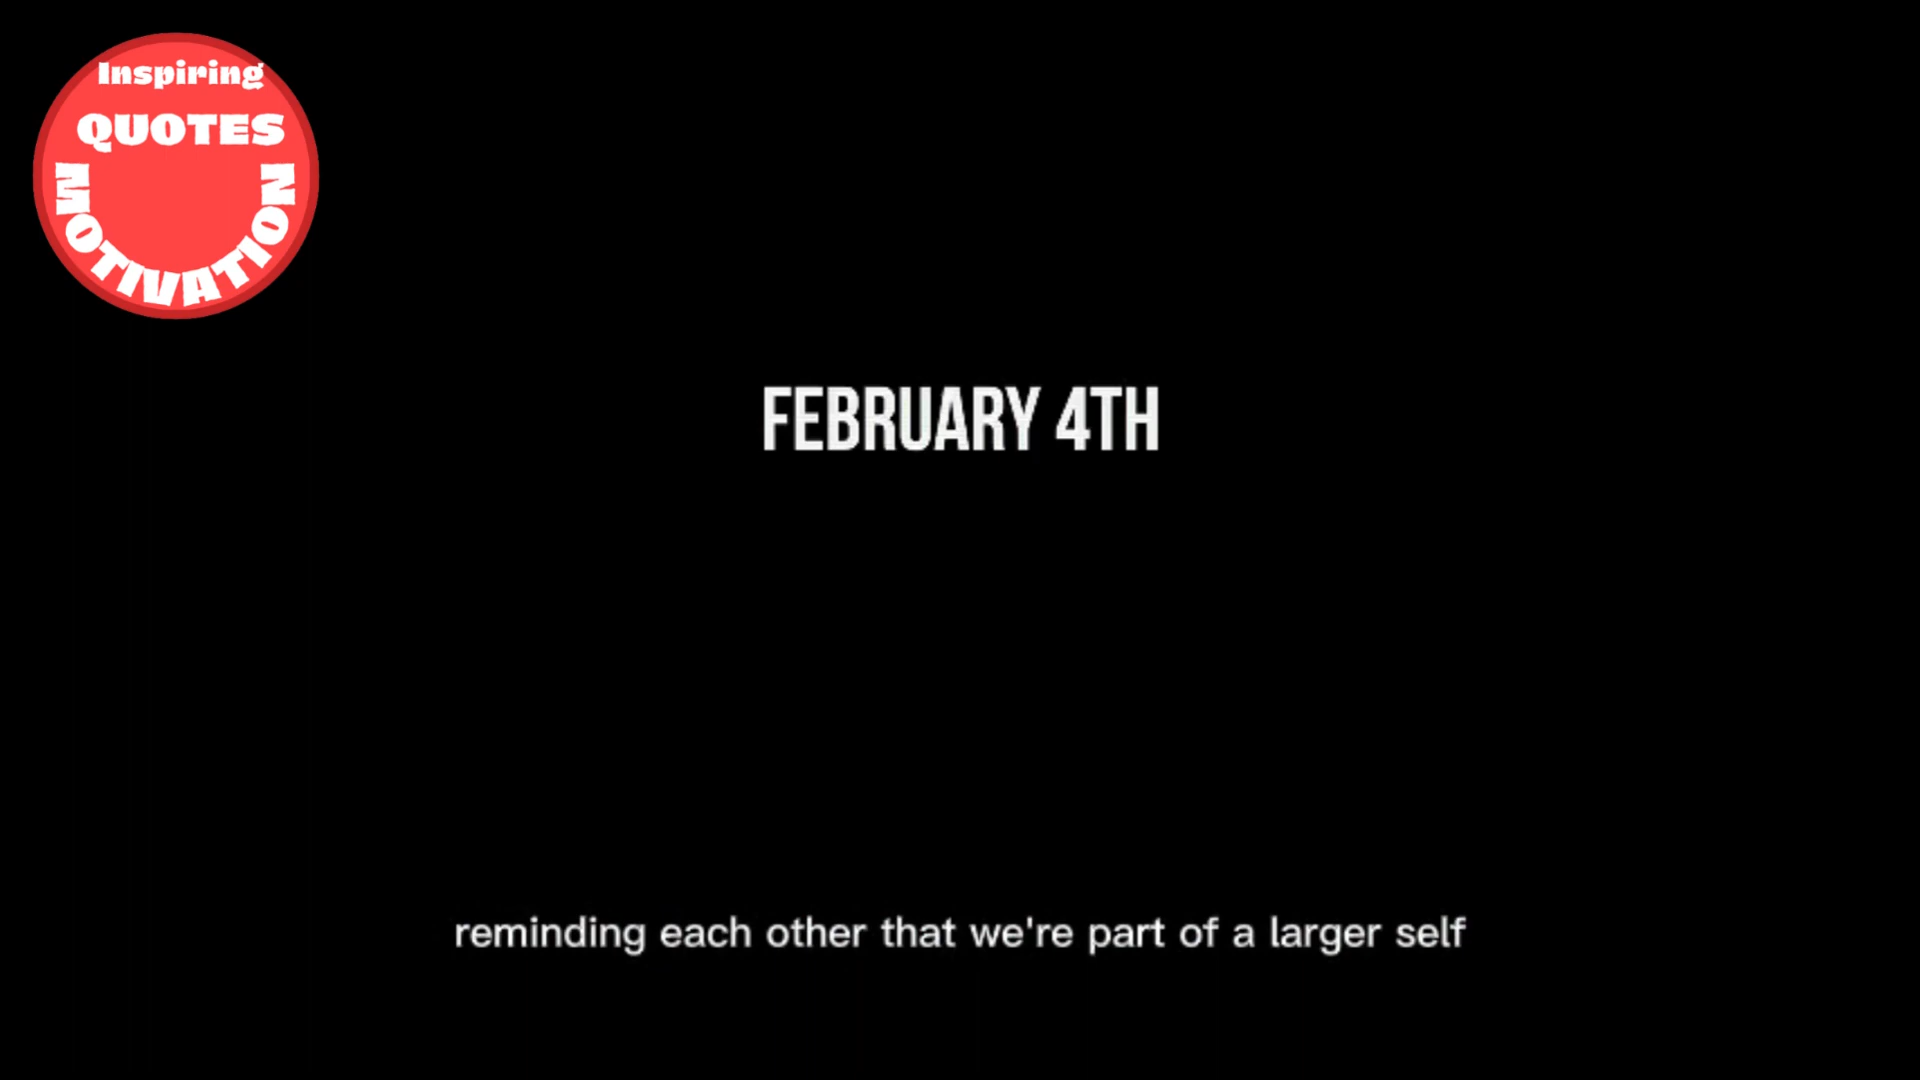 Inspiring
QUOTES
MOTIVATION
FEBRUARY 4TH
reminding each other that we're part of a larger self